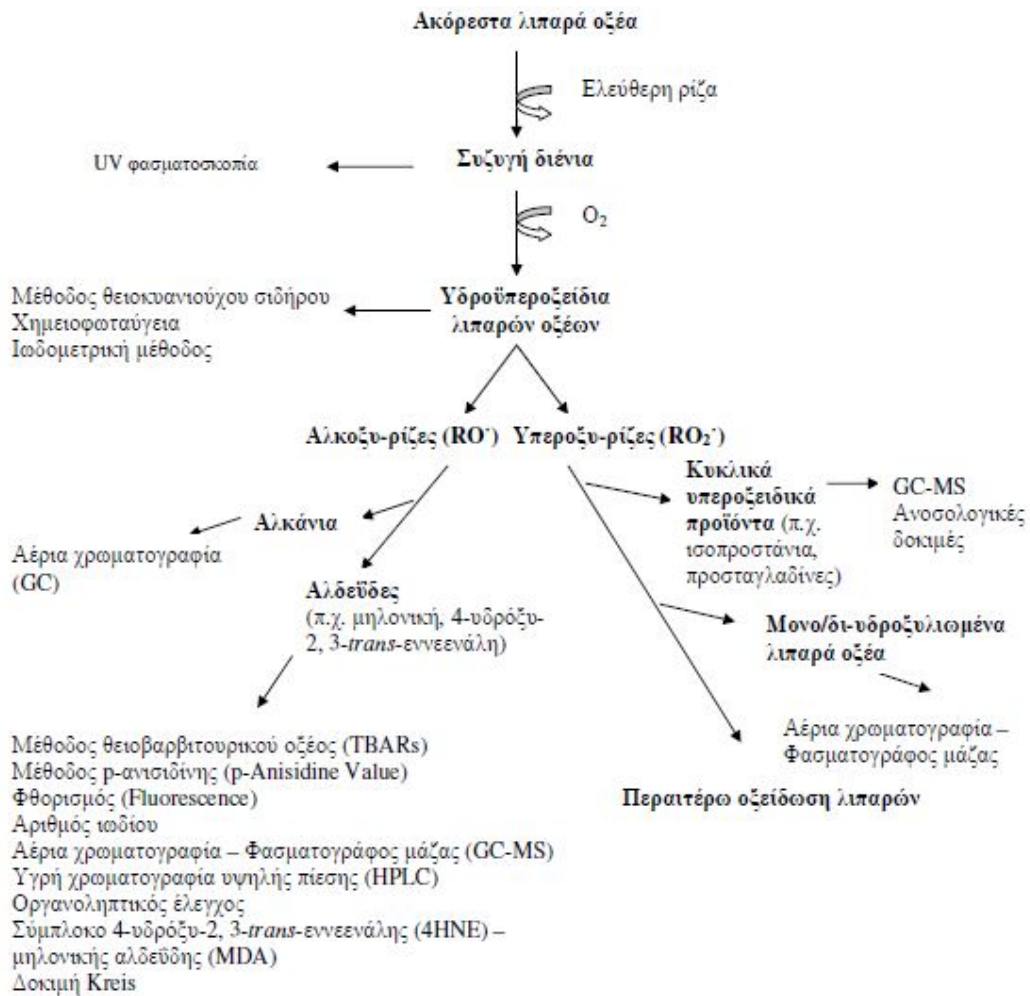 Ακόρεστα λιπαρά οξέα
Ελεύθερη ρίζα
UV φασματοσκοπία
Συζυγή διένια
O₂
Μέθοδος θειοκυανιούχου σιδήρου
Χημειοφωταύγεια
Ιωδομετρική μέθοδος
Υδροϋπεροξείδια
λιπαρών οξέων
Αλκοξυ-ρίζες (RO˙)
Υπεροξυ-ρίζες (RO₂˙)
Αλκάνια
Αέρια χρωματογραφία
(GC)
Κυκλικά
υπεροξειδικά
προϊόντα (π.χ.
ισοπροστάνια,
προσταγλαδίνες)
GC-MS
Ανοσολογικές
δοκιμές
Αλδεΰδες
(π.χ. μηλονική, 4-υδρόξυ-
2, 3-trans-εννεενάλη)
Μονο/δι-υδροξυλιωμένα
λιπαρά οξέα
Αέρια χρωματογραφία –
Φασματογράφος μάζας
Περαιτέρω οξείδωση λιπαρών
Μέθοδος θειοβαρβιτουρικού οξέος (TBARs)
Μέθοδος p-ανισιδίνης (p-Anisidine Value)
Φθορισμός (Fluorescence)
Αριθμός ιωδίου
Αέρια χρωματογραφία – Φασματογράφος μάζας (GC-MS)
Υγρή χρωματογραφία υψηλής πίεσης (HPLC)
Οργανοληπτικός έλεγχος
Σύμπλοκο 4-υδρόξυ-2, 3-trans-εννεενάλης (4HNE) –
μηλονικής αλδεΰδης (MDA)
Δοκιμή Kreis